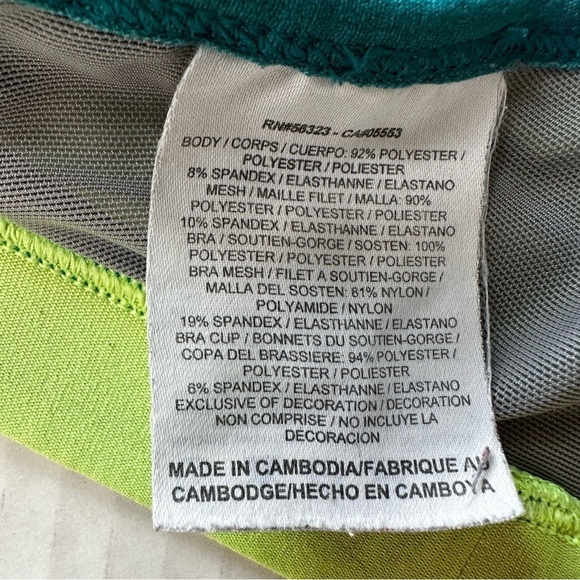 RN#56323 - CA#05553
BODY / CORPS / CUERPO: 92% POLYESTER /
POLYESTER / POLIESTER
8% SPANDEX / ELASTHANNE / ELASTANO
MESH / MAILLE FILET / MALLA: 90%
POLYESTER / POLYESTER / POLIESTER
10% SPANDEX / ELASTHANNE / ELASTANO
BRA / SOUTIEN-GORGE / SOSTEN: 100%
POLYESTER / POLYESTER / POLIESTER
BRA MESH / FILET A SOUTIEN-GORGE /
MALLA DEL SOSTEN: 81% NYLON /
POLYAMIDE / NYLON
19% SPANDEX / ELASTHANNE / ELASTANO
BRA CUP / BONNETS DU SOUTIEN-GORGE /
COPA DEL BRASSIERE: 94% POLYESTER /
POLYESTER / POLIESTER
6% SPANDEX / ELASTHANNE / ELASTANO
EXCLUSIVE OF DECORATION / DECORATION
NON COMPRISE / NO INCLUYE LA
DECORACION
MADE IN CAMBODIA/FABRIQUE AU
CAMBODGE/HECHO EN CAMBOYA